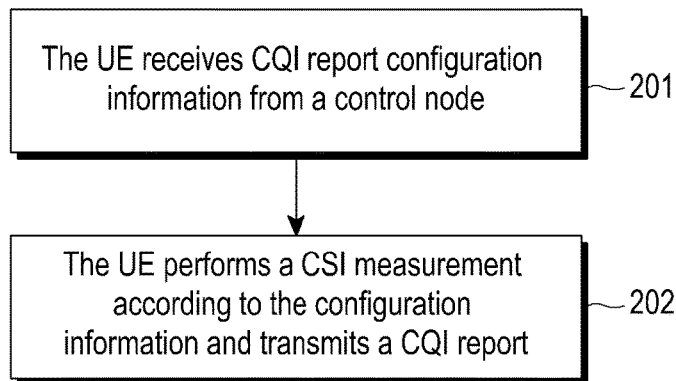 The UE receives CQI report configuration
information from a control node
201
The UE performs a CSI measurement
according to the configuration
information and transmits a CQI report
202